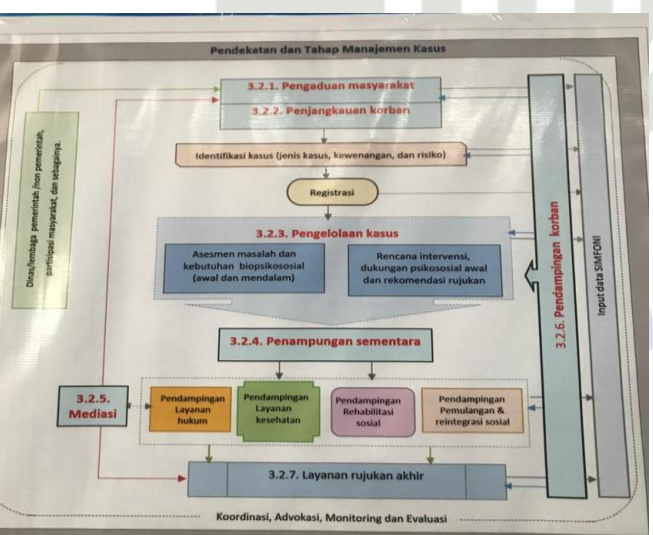 Pendekatan dan Tahap Manajemen Kasus
Dinas/lembaga pemerintah /non pemerintah,
partisipasi masyarakat, dan sebagainya.
3.2.1. Pengaduan masyarakat
3.2.2. Penjangkauan korban
Identifikasi kasus (jenis kasus, kewenangan, dan risiko)
Registrasi
3.2.3. Pengelolaan kasus
Asesmen masalah dan
kebutuhan biopsikososial
(awal dan mendalam)
Rencana intervensi,
dukungan psikososial awal
dan rekomendasi rujukan
3.2.4. Penampungan sementara
3.2.5.
Mediasi
Pendampingan
Layanan
hukum
Pendampingan
Layanan
kesehatan
Pendampingan
Rehabilitasi
sosial
Pendampingan
Pemulangan &
reintegrasi sosial
3.2.7. Layanan rujukan akhir
3.2.6. Pendampingan korban
Input data SIMFONI
Koordinasi, Advokasi, Monitoring dan Evaluasi